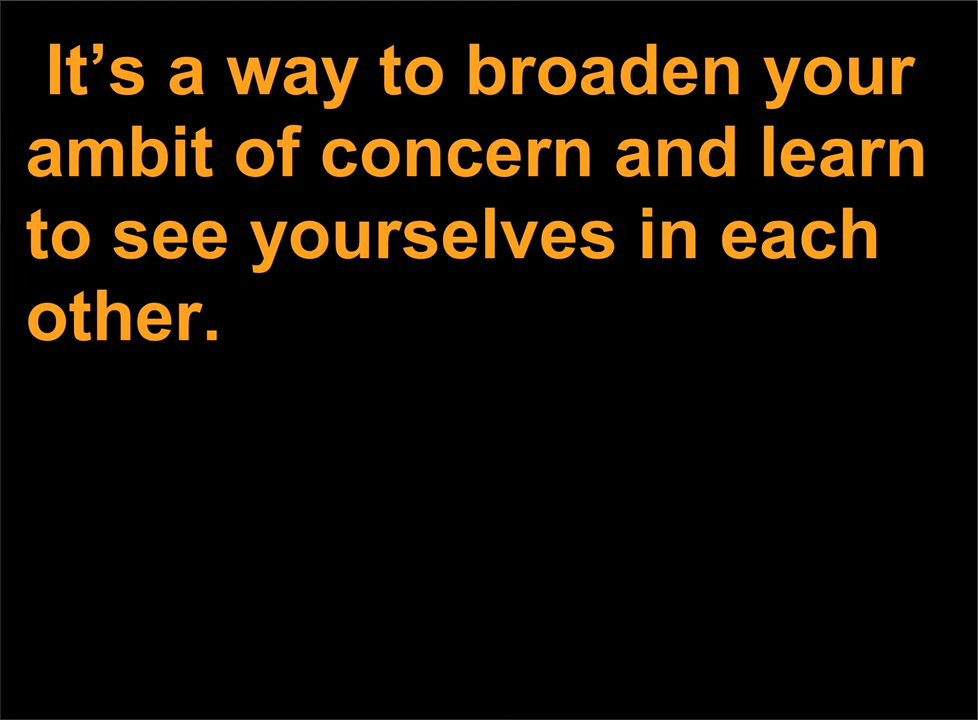 It’s a way to broaden your
ambit of concern and learn
to see yourselves in each
other.